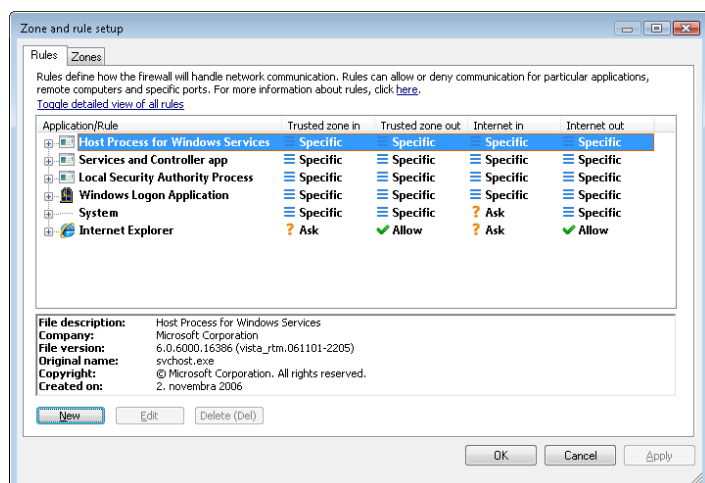 Zone and rule setup
Rules Zones
Rules define how the firewall will handle network communication. Rules can allow or deny communication for particular applications,
remote computers and specific ports. For more information about rules, click here.
Toggle detailed view of all rules
Application/Rule Trusted zone in Trusted zone out Internet in Internet out
Host Process for Windows Services Specific Specific Specific Specific
Services and Controller app Specific Specific Specific Specific
Local Security Authority Process Specific Specific Specific Specific
Windows Logon Application Specific Specific Specific Specific
System Specific Specific ? Ask Specific
Internet Explorer ? Ask Allow ? Ask Allow
File description: Host Process for Windows Services
Company: Microsoft Corporation
File version: 6.0.6000.16386 (vista_rtm.061101-2205)
Original name: svchost.exe
Copyright: © Microsoft Corporation. All rights reserved.
Created on: 2. novembra 2006
New Edit Delete (Del)
OK Cancel Apply